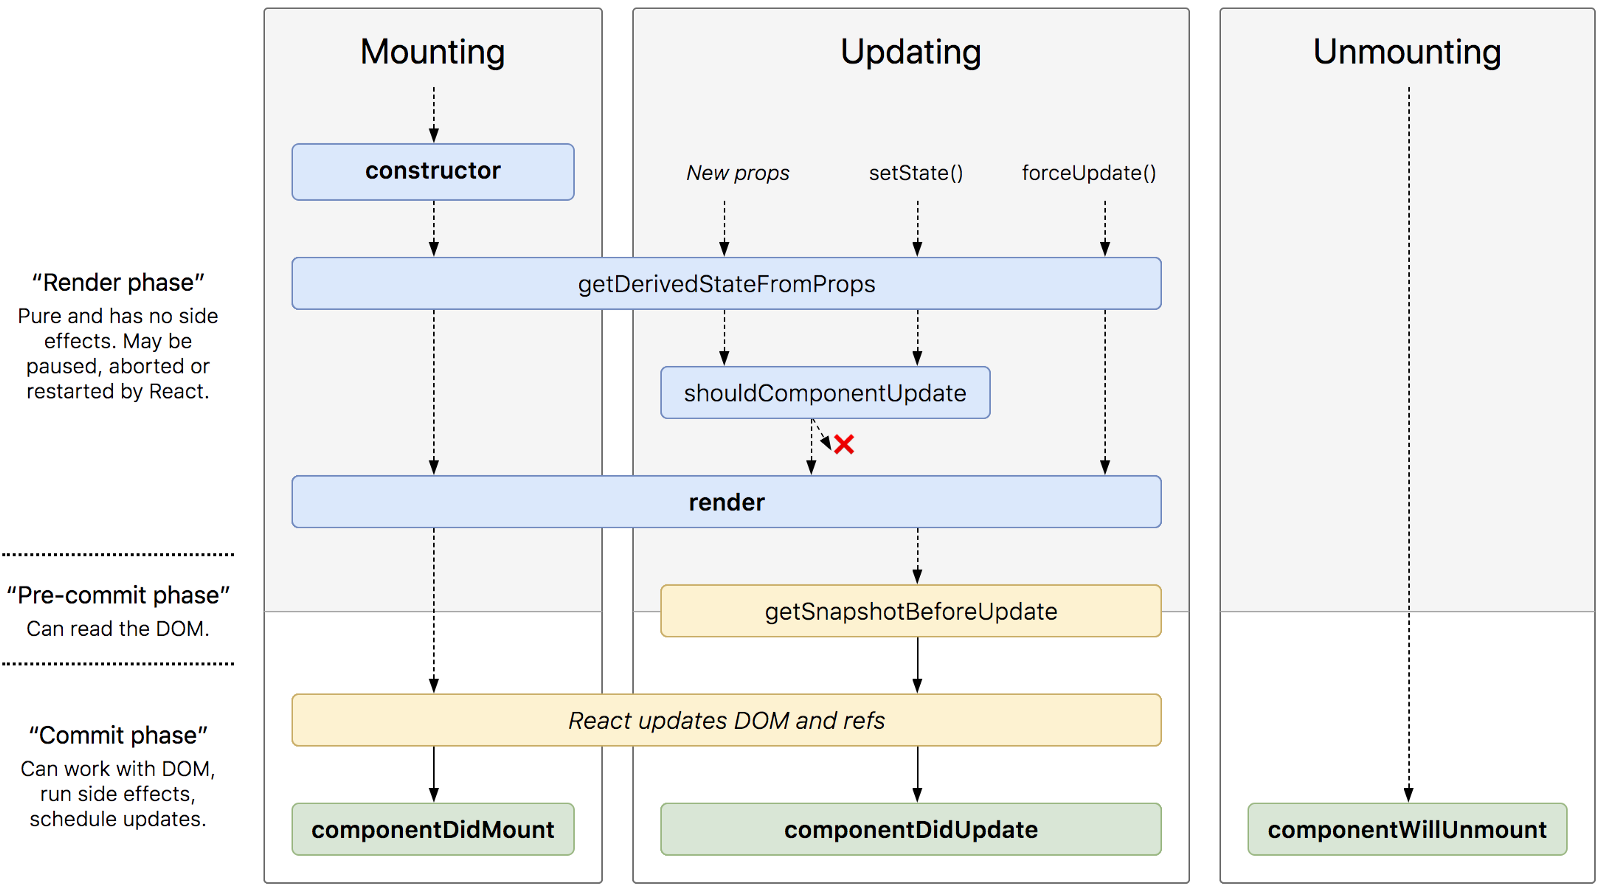 Mounting
Updating
Unmounting
constructor
New props
setState()
forceUpdate()
“Render phase”
Pure and has no side
effects. May be
paused, aborted or
restarted by React.
getDerivedStateFromProps
shouldComponentUpdate
render
“Pre-commit phase”
Can read the DOM.
getSnapshotBeforeUpdate
React updates DOM and refs
“Commit phase”
Can work with DOM,
run side effects,
schedule updates.
componentDidMount
componentDidUpdate
componentWillUnmount